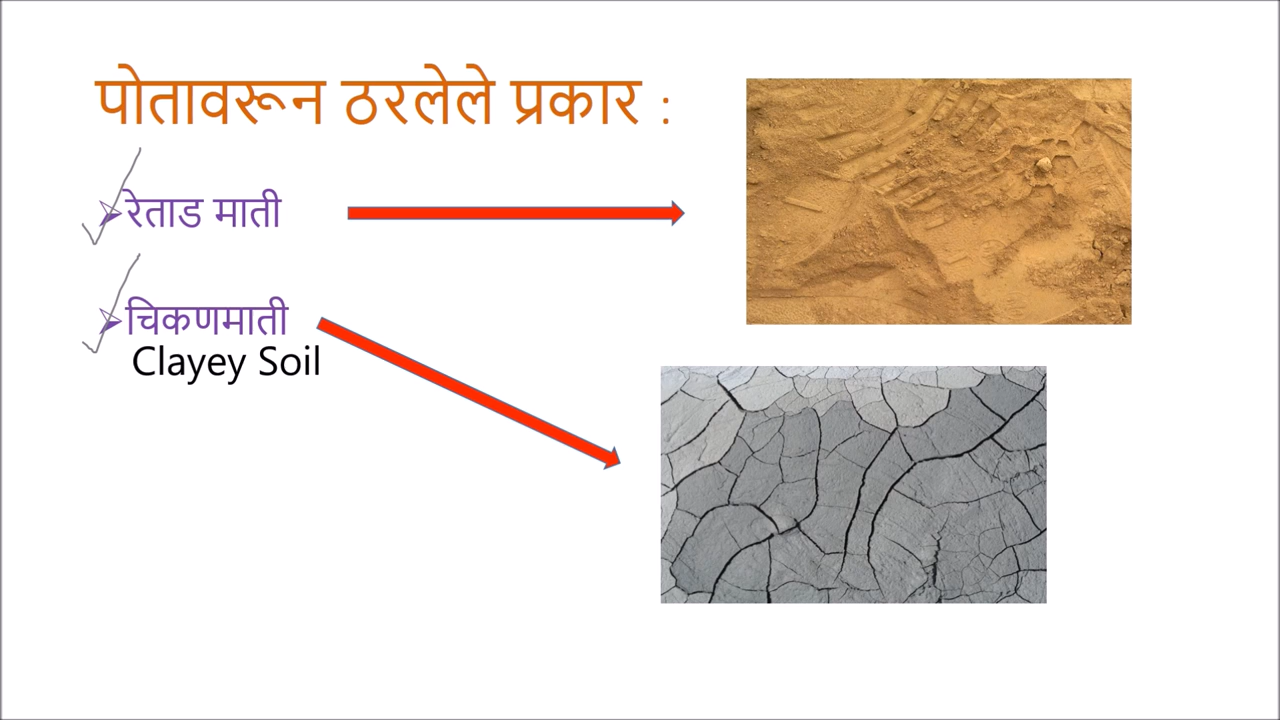 पोतावरून ठरलेले प्रकार :
रेताड माती
चिकणमाती
Clayey Soil